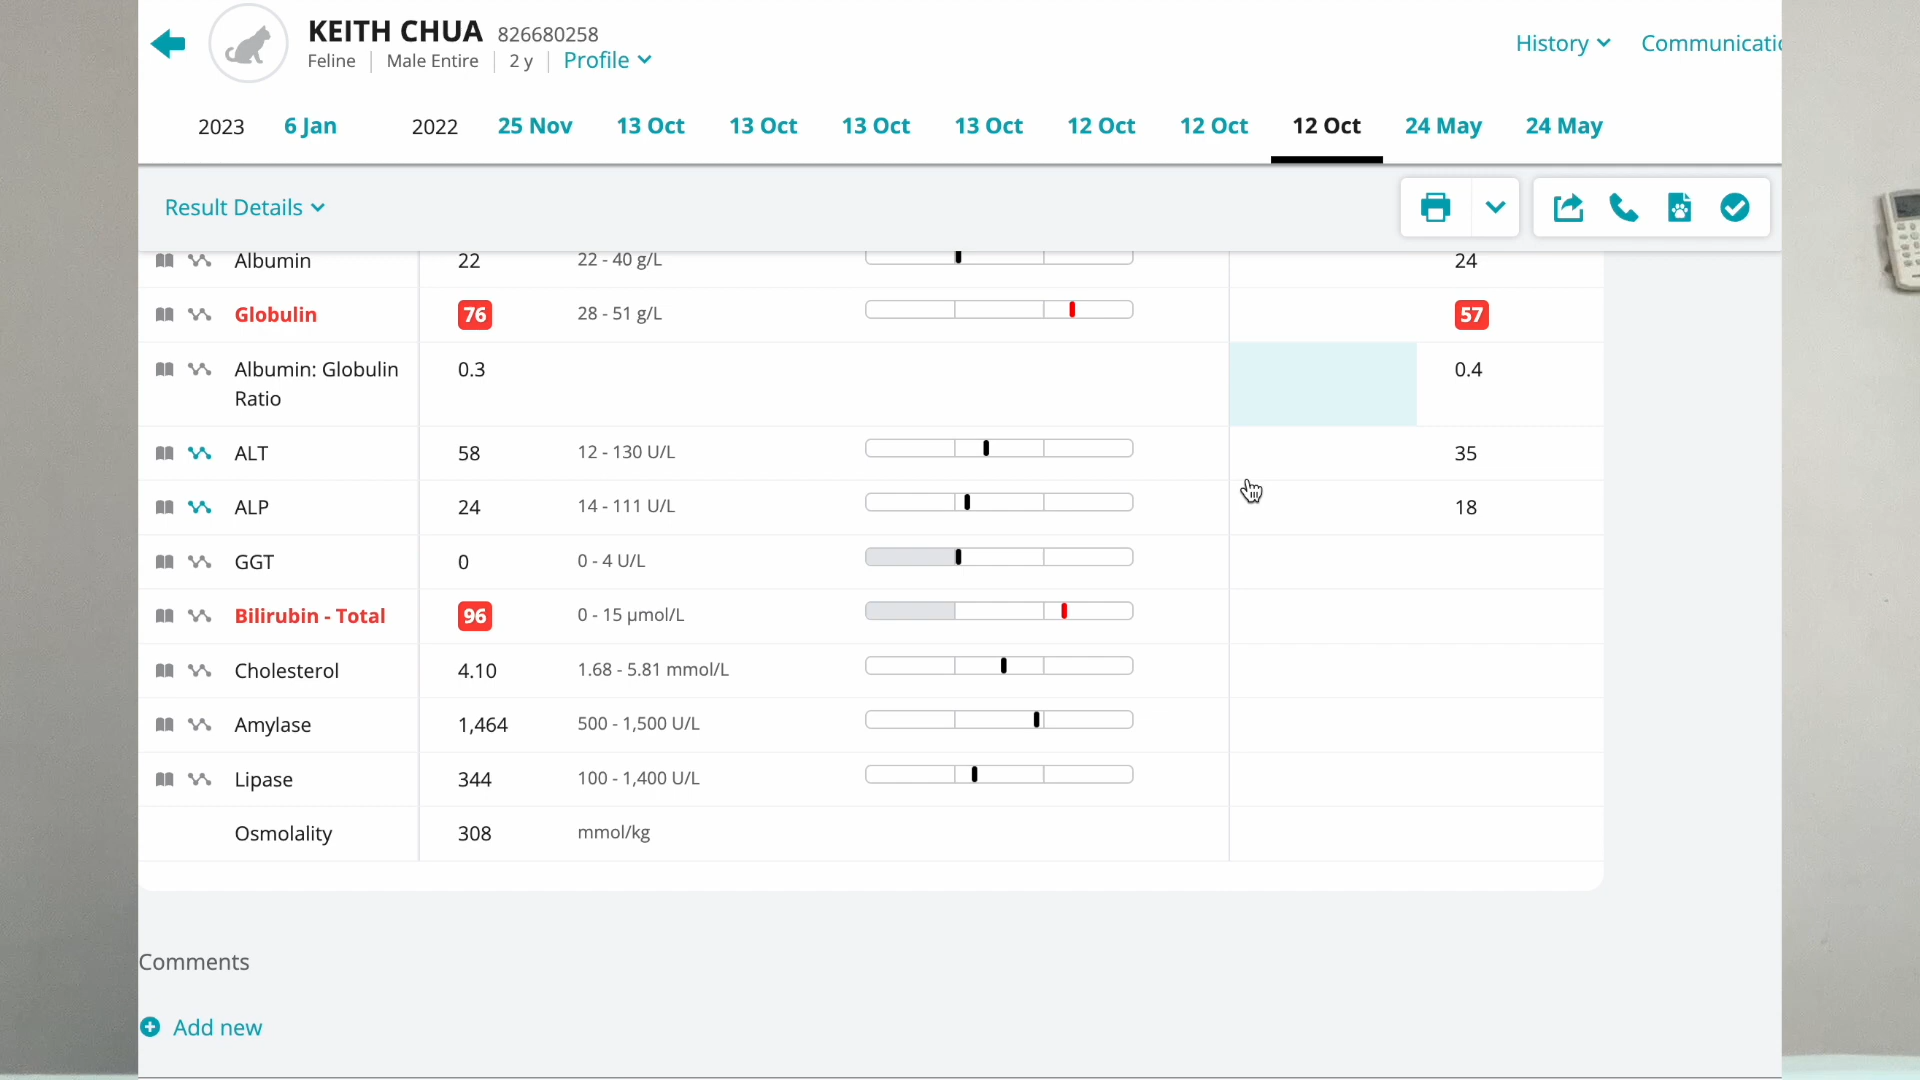 KEITH CHUA 826680258
Feline Male Entire 2 y Profile
History
2023 6 Jan 2022 25 Nov 13 Oct 13 Oct 13 Oct 13 Oct 12 Oct 12 Oct 12 Oct 24 May 24 May
Result Details
Albumin 22 22 - 40 g/L 24
Globulin 76 28 - 51 g/L 57
Albumin: Globulin
Ratio
0.3 0.4
ALT 58 12 - 130 U/L 35
ALP 24 14 - 111 U/L 18
GGT 0 0 - 4 U/L
Bilirubin - Total 96 0 - 15 µmol/L
Cholesterol 4.10 1.68 - 5.81 mmol/L
Amylase 1,464 500 - 1,500 U/L
Lipase 344 100 - 1,400 U/L
Osmolality 308 mmol/kg
Comments
Add new